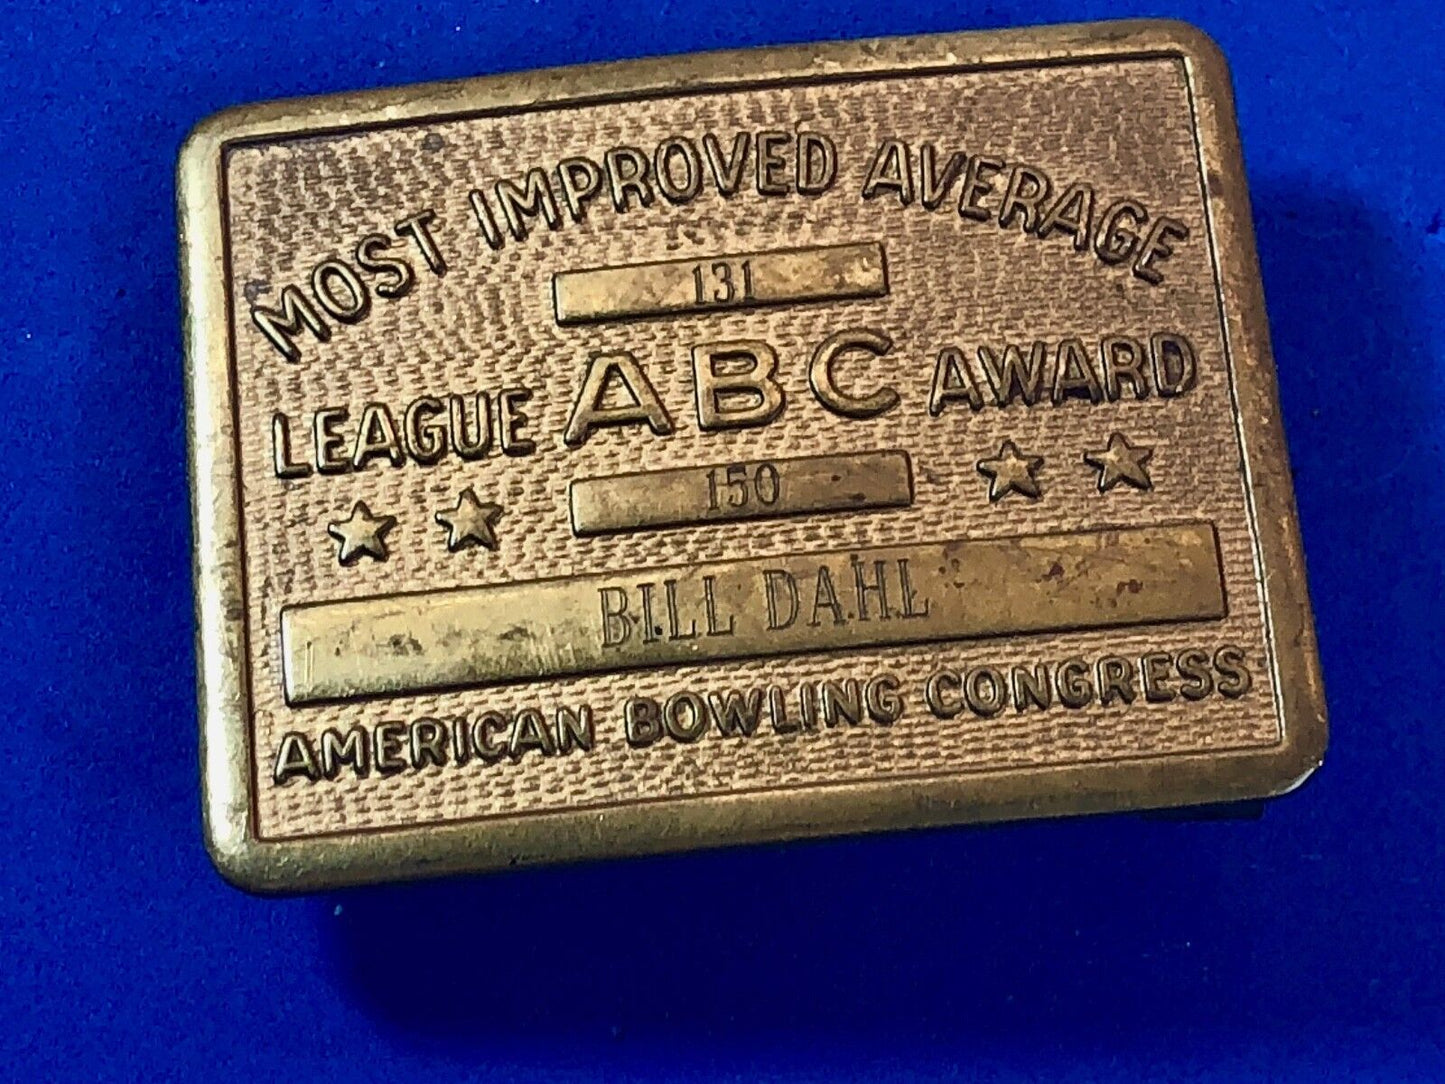 MOST IMPROVED AVERAGE
131
LEAGUE ABC AWARD
150
BILL DAHL
AMERICAN BOWLING CONGRESS